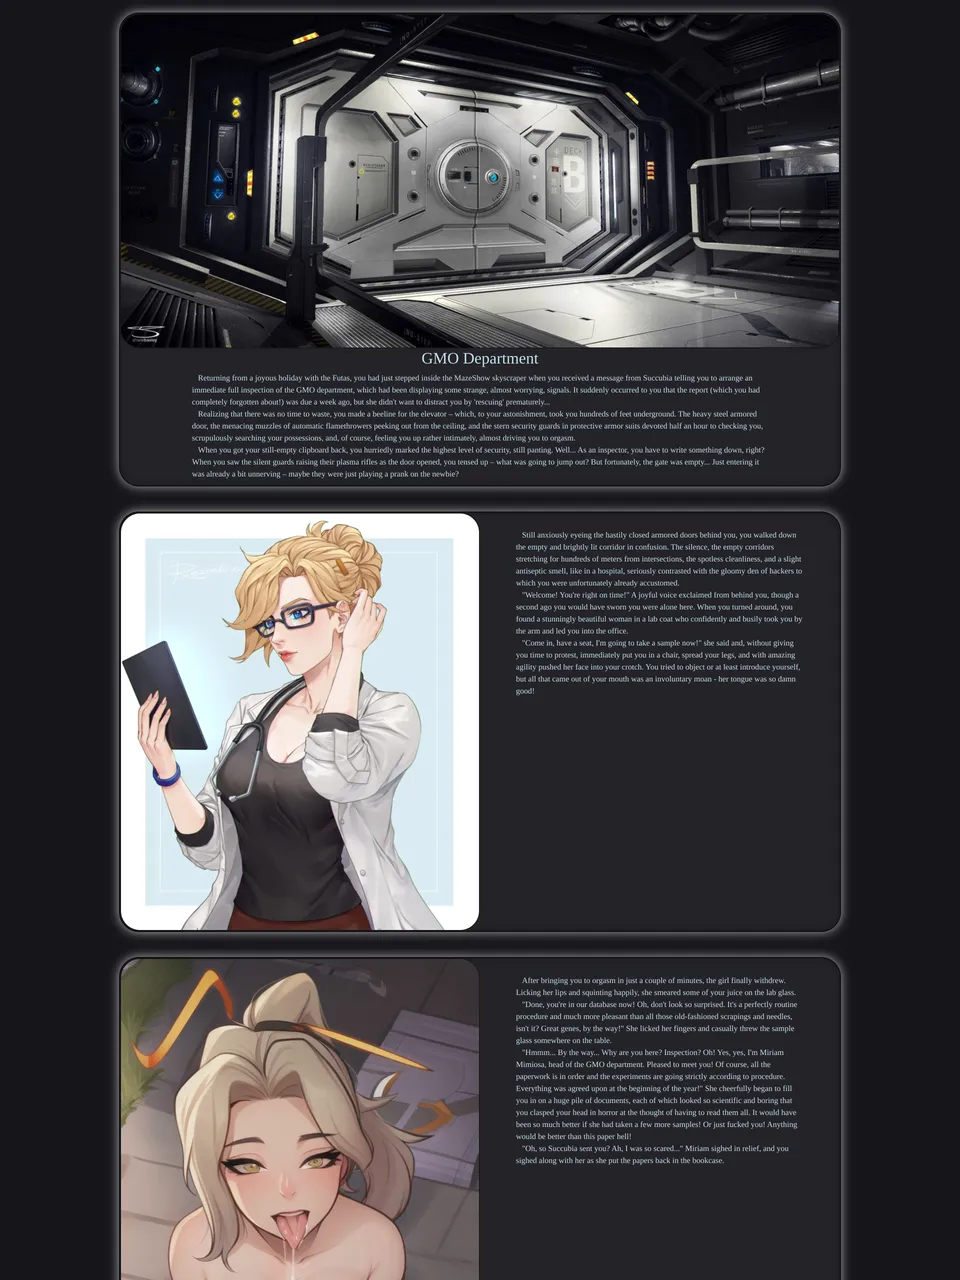 DECK
B
GMO Department
Returning from a joyous holiday with the Futas, you had just stepped inside the MazeShow skyscraper when you received a message from Succubia telling you to arrange an
immediate full inspection of the GMO department, which had been displaying some strange, almost worrying, signals. It suddenly occurred to you that the report (which you had
completely forgotten about!) was due a week ago, but she didn't want to distract you by 'rescuing' prematurely...
Realizing that there was no time to waste, you made a beeline for the elevator – which, to your astonishment, took you hundreds of feet underground. The heavy steel armored
door, the menacing muzzles of automatic flamethrowers peeking out from the ceiling, and the stern security guards in protective armor suits devoted half an hour to checking you,
scrupulously searching your possessions, and, of course, feeling you up rather intimately, almost driving you to orgasm.
When you got your still-empty clipboard back, you hurriedly marked the highest level of security, still panting. Well... As an inspector, you have to write something down, right?
When you saw the silent guards raising their plasma rifles as the door opened, you tensed up – what was going to jump out? But fortunately, the gate was empty... Just entering it
was already a bit unnerving – maybe they were just playing a prank on the newbie?
Still anxiously eyeing the hastily closed armored doors behind you, you walked down
the empty and brightly lit corridor in confusion. The silence, the empty corridors
stretching for hundreds of meters from intersections, the spotless cleanliness, and a slight
antiseptic smell, like in a hospital, seriously contrasted with the gloomy den of hackers to
which you were unfortunately already accustomed.
"Welcome! You're right on time!" A joyful voice exclaimed from behind you, though a
second ago you would have sworn you were alone here. When you turned around, you
found a stunningly beautiful woman in a lab coat who confidently and busily took you by
the arm and led you into the office.
"Come in, have a seat, I'm going to take a sample now!" she said and, without giving
you time to protest, immediately put you in a chair, spread your legs, and with amazing
agility pushed her face into your crotch. You tried to object or at least introduce yourself,
but all that came out of your mouth was an involuntary moan - her tongue was so damn
good!
After bringing you to orgasm in just a couple of minutes, the girl finally withdrew.
Licking her lips and squinting happily, she smeared some of your juice on the lab glass.
"Done, you're in our database now! Oh, don't look so surprised. It's a perfectly routine
procedure and much more pleasant than all those old-fashioned scrapings and needles,
isn't it? Great genes, by the way!" She licked her fingers and casually threw the sample
glass somewhere on the table.
"Hmmm... By the way... Why are you here? Inspection? Oh! Yes, yes, I'm Miriam
Mimiosa, head of the GMO department. Pleased to meet you! Of course, all the
paperwork is in order and the experiments are going strictly according to procedure.
Everything was agreed upon at the beginning of the year!" She cheerfully began to fill
you in on a huge pile of documents, each of which looked so scientific and boring that
you clasped your head in horror at the thought of having to read them all. It would have
been so much better if she had taken a few more samples! Or just fucked you! Anything
would be better than this paper hell!
"Oh, so Succubia sent you? Ah, I was so scared..." Miriam sighed in relief, and you
sighed along with her as she put the papers back in the bookcase.